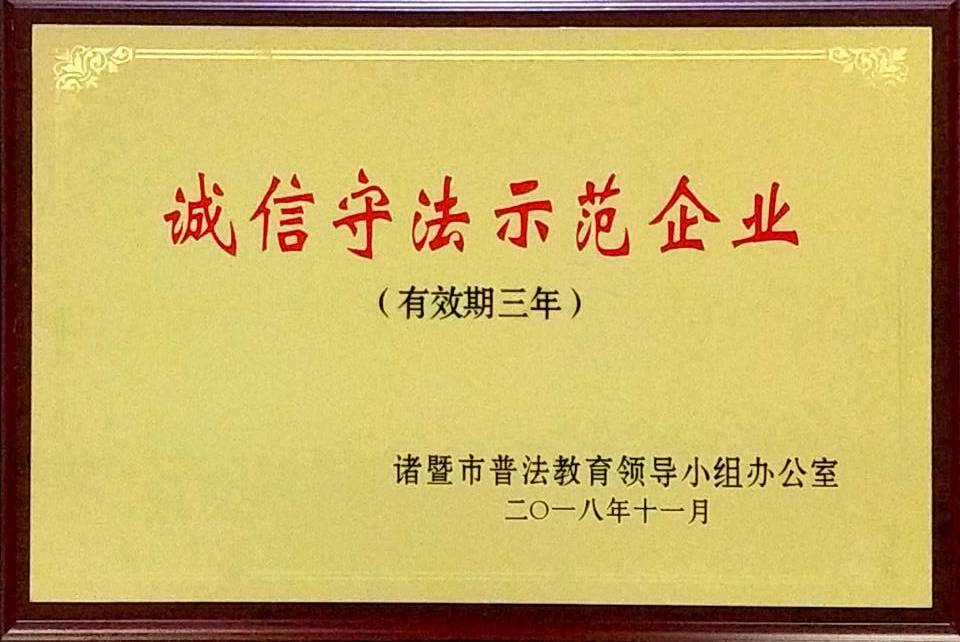 诚信守法示范企业
（有效期三年）
诸暨市普法教育领导小组办公室
二〇一八年十一月